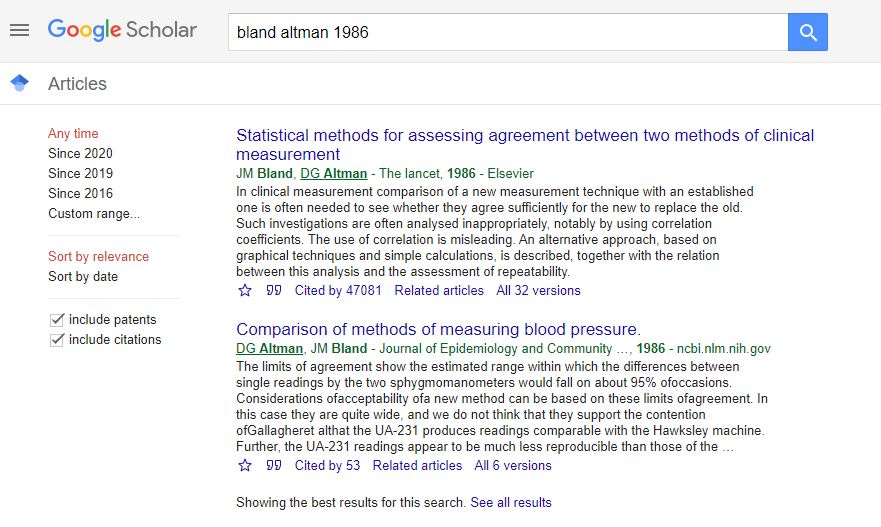 Google Scholar
bland altman 1986
Articles
Any time
Since 2020
Since 2019
Since 2016
Custom range...
Sort by relevance
Sort by date
include patents
include citations
Statistical methods for assessing agreement between two methods of clinical
measurement
JM Bland, DG Altman - The lancet, 1986 - Elsevier
In clinical measurement comparison of a new measurement technique with an established
one is often needed to see whether they agree sufficiently for the new to replace the old.
Such investigations are often analysed inappropriately, notably by using correlation
coefficients. The use of correlation is misleading. An alternative approach, based on
graphical techniques and simple calculations, is described, together with the relation
between this analysis and the assessment of repeatability.
Cited by 47081 Related articles All 32 versions
Comparison of methods of measuring blood pressure.
DG Altman, JM Bland - Journal of Epidemiology and Community …, 1986 - ncbi.nlm.nih.gov
The limits of agreement show the estimated range within which the differences between
single readings by the two sphygmomanometers would fall on about 95% ofoccasions.
Considerations ofacceptability ofa new method can be based on these limits ofagreement. In
this case they are quite wide, and we do not think that they support the contention
ofGallagheret althat the UA-231 produces readings comparable with the Hawksley machine.
Further, the UA-231 readings appear to be much less reproducible than those of the …
Cited by 53 Related articles All 6 versions
Showing the best results for this search. See all results